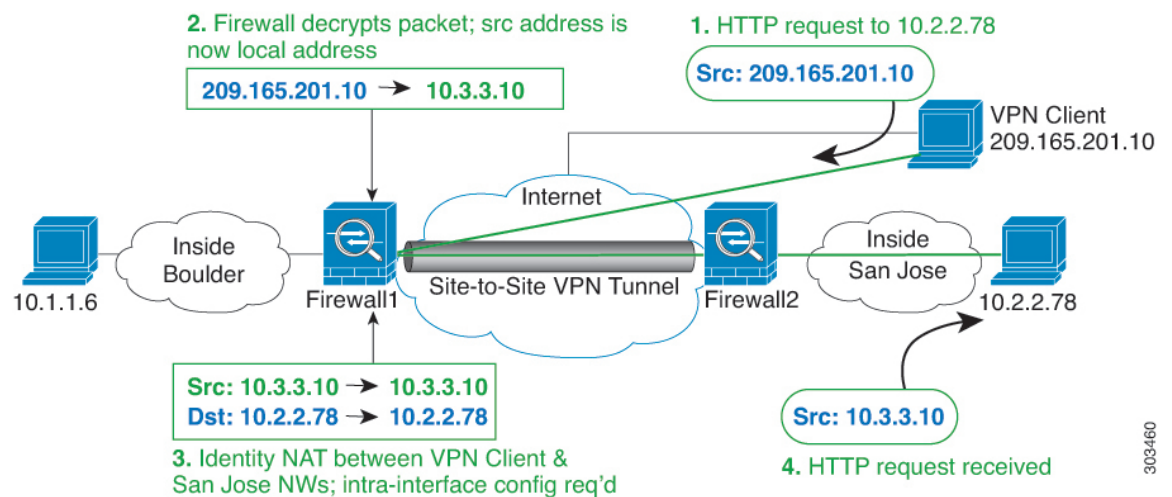 2. Firewall decrypts packet; src address is
now local address
209.165.201.10 → 10.3.3.10
1. HTTP request to 10.2.2.78
Src: 209.165.201.10
VPN Client
209.165.201.10
Internet
Inside
Boulder
10.1.1.6
Firewall1
Site-to-Site VPN Tunnel
Firewall2
Inside
San Jose
10.2.2.78
Src: 10.3.3.10 → 10.3.3.10
Dst: 10.2.2.78 → 10.2.2.78
3. Identity NAT between VPN Client &
San Jose NWs; intra-interface config req'd
Src: 10.3.3.10
4. HTTP request received
303460